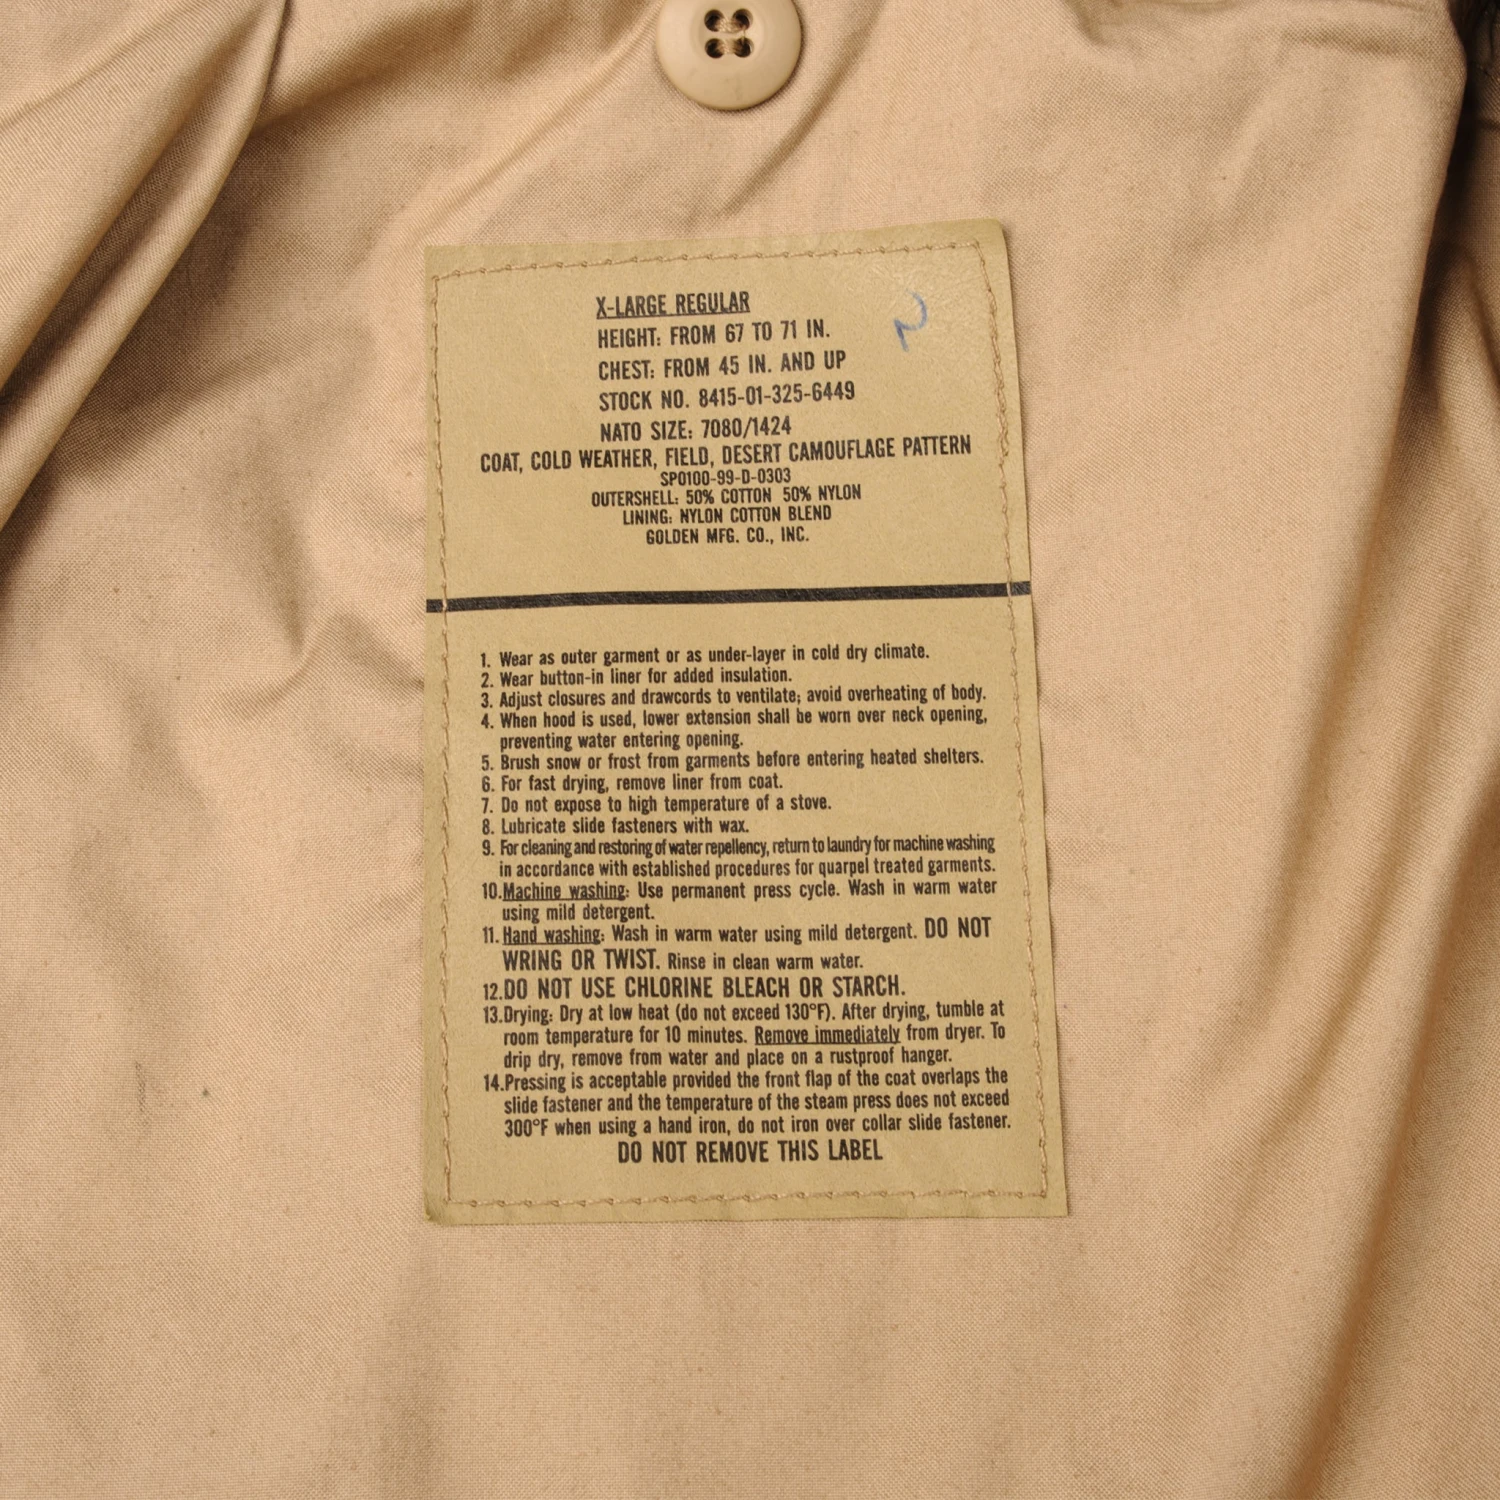 X-LARGE REGULAR
HEIGHT: FROM 67 TO 71 IN.
CHEST: FROM 45 IN. AND UP
STOCK NO. 8415-01-325-6449
NATO SIZE: 7080/1424
COAT, COLD WEATHER, FIELD, DESERT CAMOUFLAGE PATTERN
SPO100-99-D-0303
OUTERSHELL: 50% COTTON 50% NYLON
LINING: NYLON COTTON BLEND
GOLDEN MFG. CO., INC.
1. Wear as outer garment or as under-layer in cold dry climate.
2. Wear button-in liner for added insulation.
3. Adjust closures and drawcords to ventilate; avoid overheating of body.
4. When hood is used, lower extension shall be worn over neck opening,
preventing water entering opening.
5. Brush snow or frost from garments before entering heated shelters.
6. For fast drying, remove liner from coat.
7. Do not expose to high temperature of a stove.
8. Lubricate slide fasteners with wax.
9. For cleaning and restoring of water repellency, return to laundry for machine washing
in accordance with established procedures for quarpel treated garments.
10. Machine washing: Use permanent press cycle. Wash in warm water
using mild detergent.
11. Hand washing: Wash in warm water using mild detergent. DO NOT
WRING OR TWIST. Rinse in clean warm water.
12. DO NOT USE CHLORINE BLEACH OR STARCH.
13. Drying: Dry at low heat (do not exceed 130°F). After drying, tumble at
room temperature for 10 minutes. Remove immediately from dryer. To
drip dry, remove from water and place on a rustproof hanger.
14. Pressing is acceptable provided the front flap of the coat overlaps the
slide fastener and the temperature of the steam press does not exceed
300°F when using a hand iron, do not iron over collar slide fastener.
DO NOT REMOVE THIS LABEL